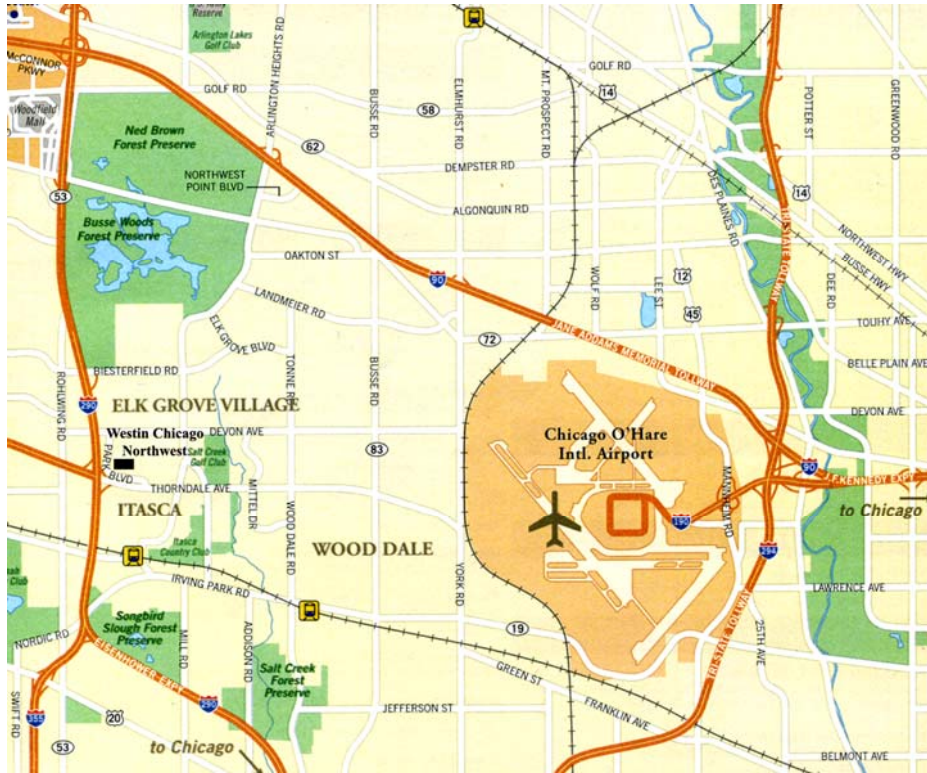 McCONNOR
PKWY
Arlington Lakes
Golf Club
ARLINGTON HEIGHTS RD
GOLF RD
Woodfield
Mall
Ned Brown
Forest Preserve
NORTHWEST
POINT BLVD
53
Busse Woods
Forest Preserve
62
58
BUSSE RD
ELMHURST RD
MT. PROSPECT RD
GOLF RD
14
POTTER ST
GREENWOOD RD
DEMPSTER RD
ALGONQUIN RD
DES PLAINES RD
14
TRI-STATE TOLLWAY
NORTHWEST HWY
BUSSE HWY
DEE RD
OAKTON ST
90
WOLF RD
LEE ST
12
45
LANDMEIER RD
ELK GROVE BLVD
72
JANE ADDAMS MEMORIAL TOLLWAY
TOUHY AVE
BELLE PLAIN AVE
BIESTERFIELD RD
TONNE RD
BUSSE RD
ROHLWING RD
290
ELK GROVE VILLAGE
DEVON AVE
DEVON AVE
Westin Chicago
Northwest
Salt Creek
Golf Club
83
Chicago O'Hare
Intl. Airport
PARK BLVD
THORNDALE AVE
MITTEL DR
WOOD DALE RD
MANNHEIM RD
90
J.F. KENNEDY EXPY
to Chicago
190
294
ITASCA
WOOD DALE
Itasca
Country Club
IRVING PARK RD
YORK RD
LAWRENCE AVE
Songbird
Slough Forest
Preserve
NORDIC RD
MILL RD
ADDISON RD
19
25TH AVE
TRI-STATE TOLLWAY
EISENHOWER EXPY
290
Salt Creek
Forest
Preserve
GREEN ST
FRANKLIN AVE
SWIFT RD
355
20
JEFFERSON ST
53
to Chicago
BELMONT AVE